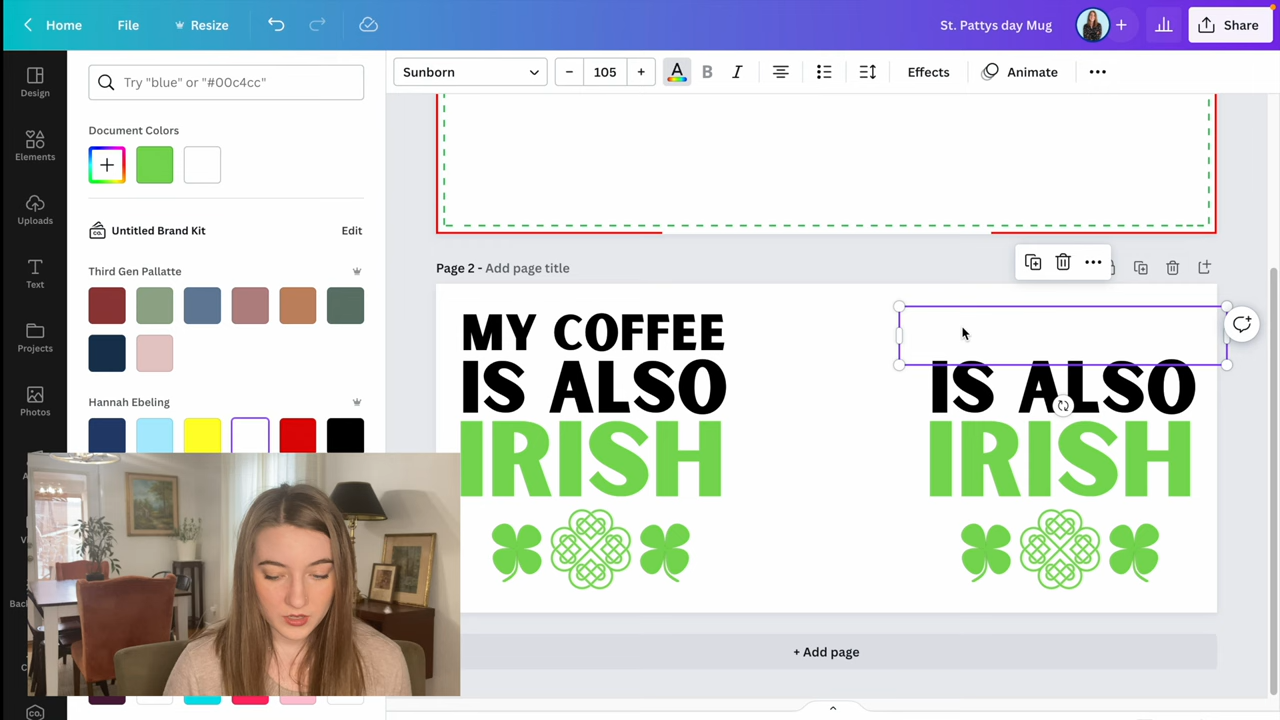 Home File Resize St. Pattys day Mug Share
Design
Elements
Uploads
Text
Projects
Photos
Try "blue" or "#00c4cc"
Document Colors
Untitled Brand Kit Edit
Third Gen Pallatte
Hannah Ebeling
Sunborn 105 A B I Effects Animate
Page 2 - Add page title
MY COFFEE
IS ALSO
IRISH
IS ALSO
IRISH
+ Add page